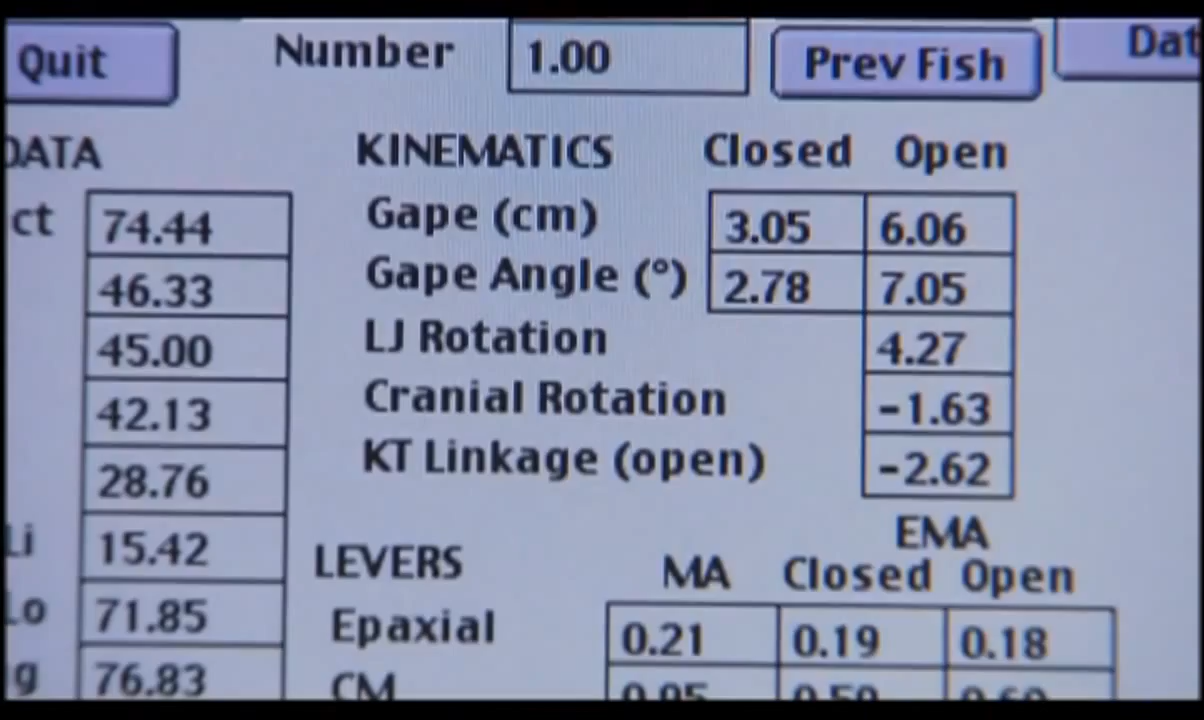 Quit Number 1.00 Prev Fish Dat
DATA KINEMATICS Closed Open
ct 74.44 Gape (cm) 3.05 6.06
46.33 Gape Angle (°) 2.78 7.05
45.00 LJ Rotation 4.27
42.13 Cranial Rotation -1.63
28.76 KT Linkage (open) -2.62
EMA
Li 15.42 LEVERS MA Closed Open
Lo 71.85 Epaxial 0.21 0.19 0.18
g 76.83 CM